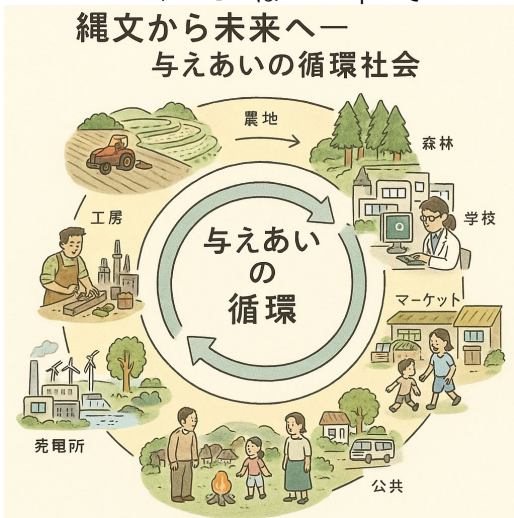 縄文から未来へ―
与えあいの循環社会
農地
森林
工房
学校
与えあい
の
循環
マーケット
発電所
公共